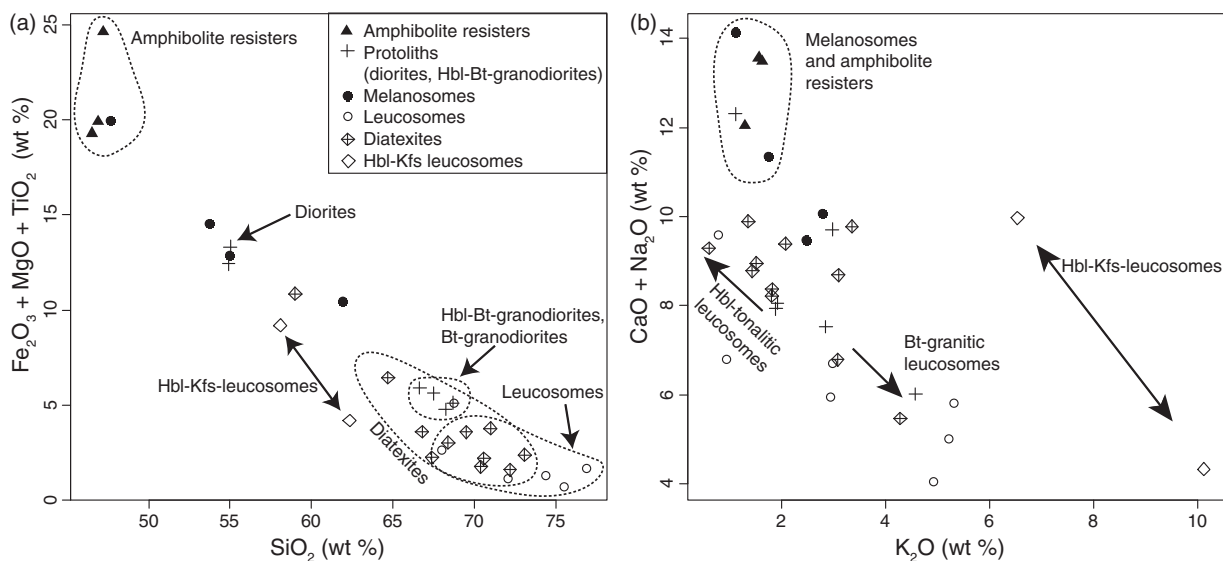 (a)
25
20
15
10
5
0
Fe₂O₃ + MgO + TiO₂ (wt %)
50
55
60
65
70
75
SiO₂ (wt %)
Amphibolite resisters
Amphibolite resisters
Protoliths
(diorites, Hbl-Bt-granodiorites)
Melanosomes
Leucosomes
Diatexites
Hbl-Kfs leucosomes
Diorites
Hbl-Bt-granodiorites,
Bt-granodiorites
Hbl-Kfs-leucosomes
Leucosomes
Diatexites
(b)
14
12
10
8
6
4
CaO + Na₂O (wt %)
2
4
6
8
10
K₂O (wt %)
Melanosomes
and amphibolite
resisters
Hbl-Kfs-leucosomes
Hbl-tonalitic
leucosomes
Bt-granitic
leucosomes